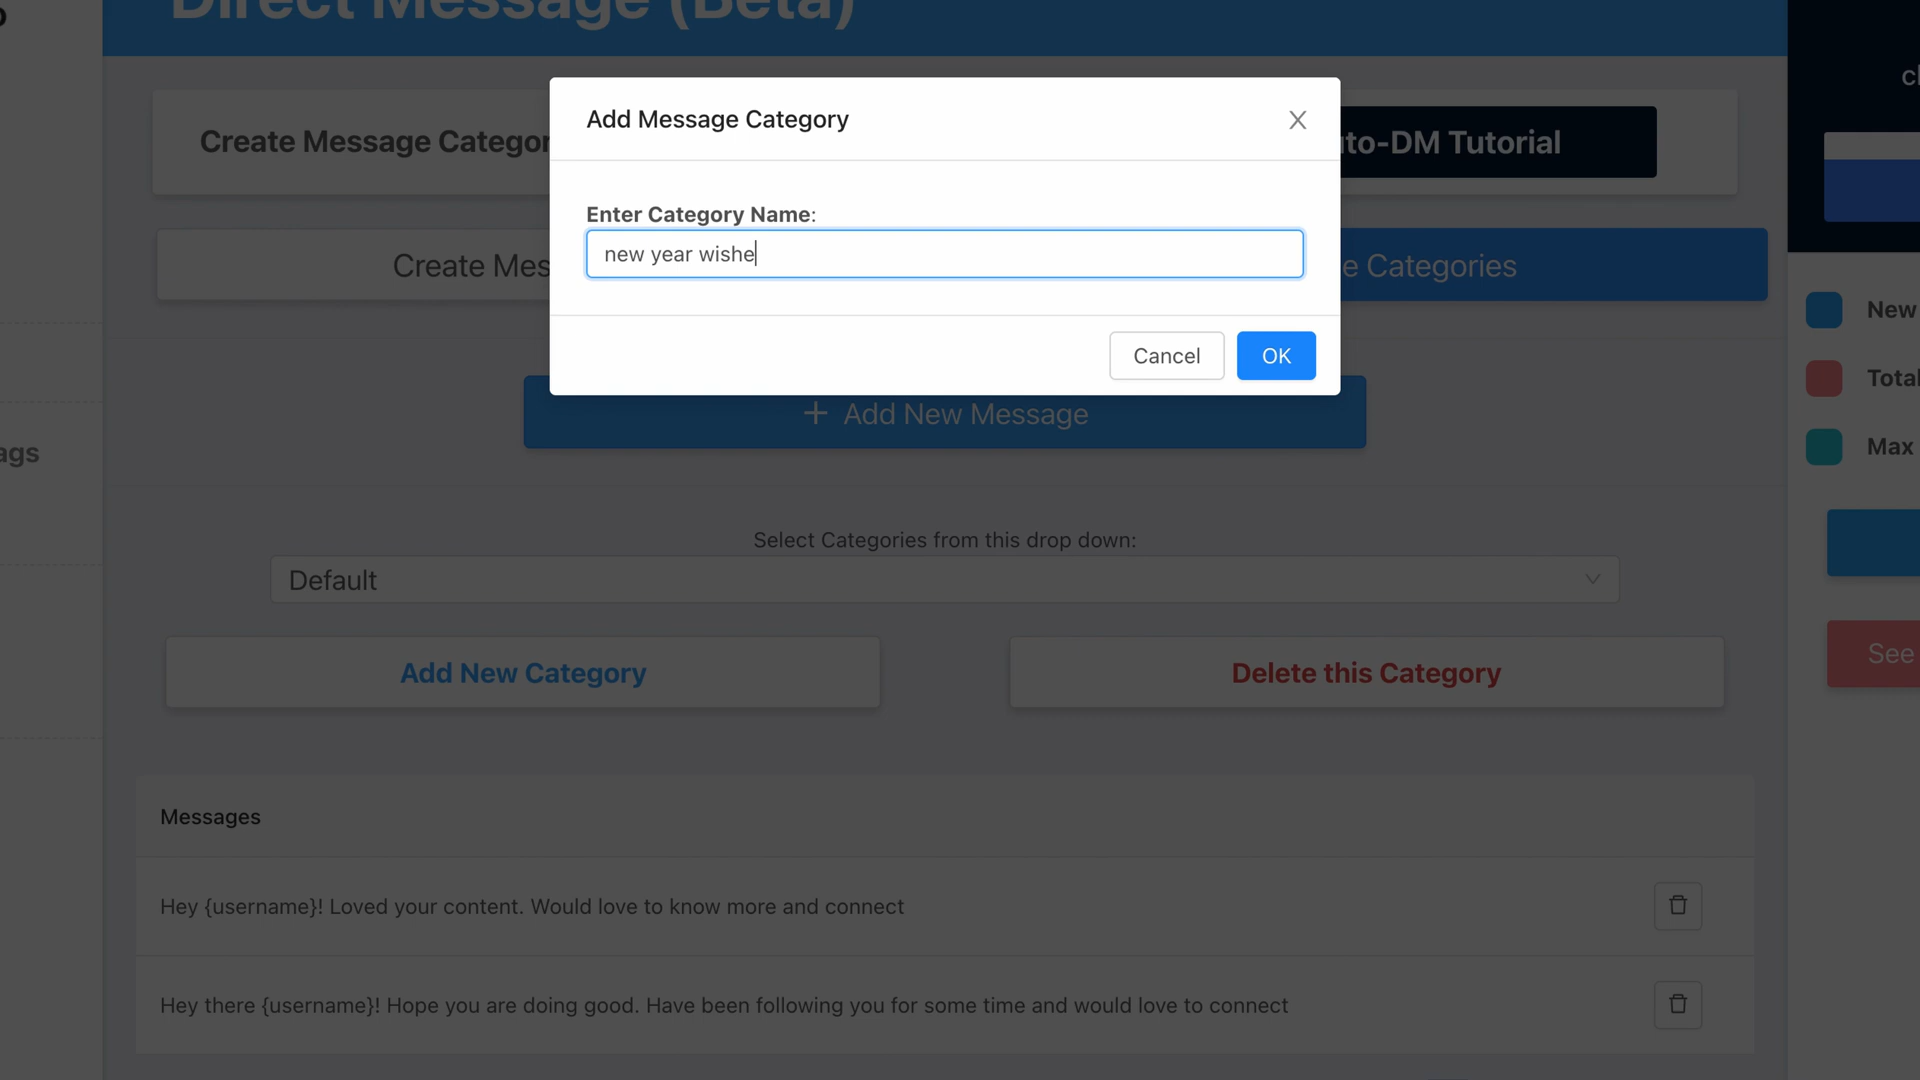 Direct Message (Beta)
Add Message Category
Create Message Categor
to-DM Tutorial
Enter Category Name:
new year wishe
Create Mes
e Categories
New
Cancel
OK
Total
Add New Message
Max
ags
Select Categories from this drop down:
Default
Add New Category
Delete this Category
See
Messages
Hey {username}! Loved your content. Would love to know more and connect
Hey there {username}! Hope you are doing good. Have been following you for some time and would love to connect